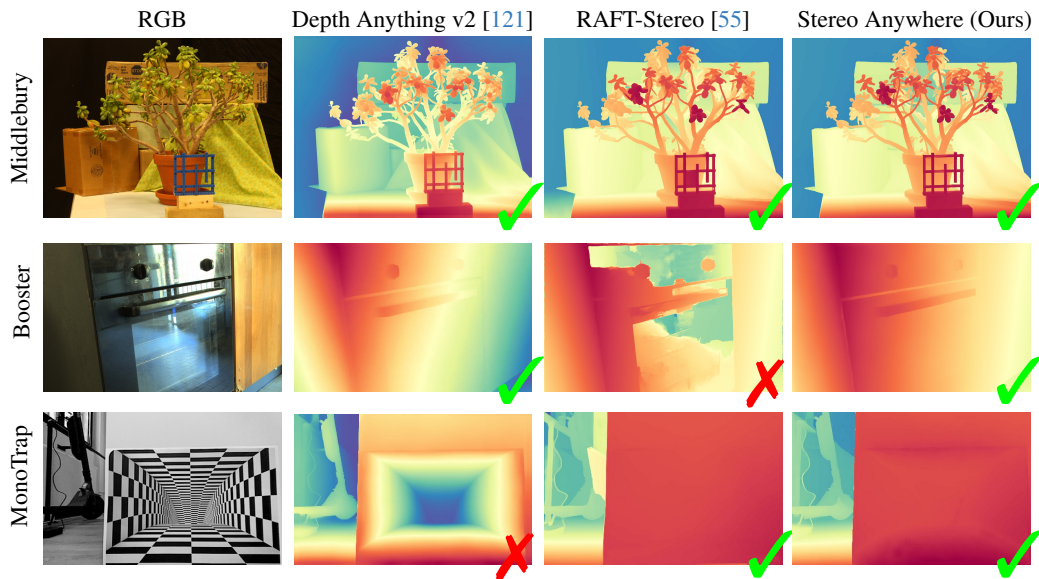 RGB
Depth Anything v2 [121]
RAFT-Stereo [55]
Stereo Anywhere (Ours)
Middlebury
Booster
MonoTrap